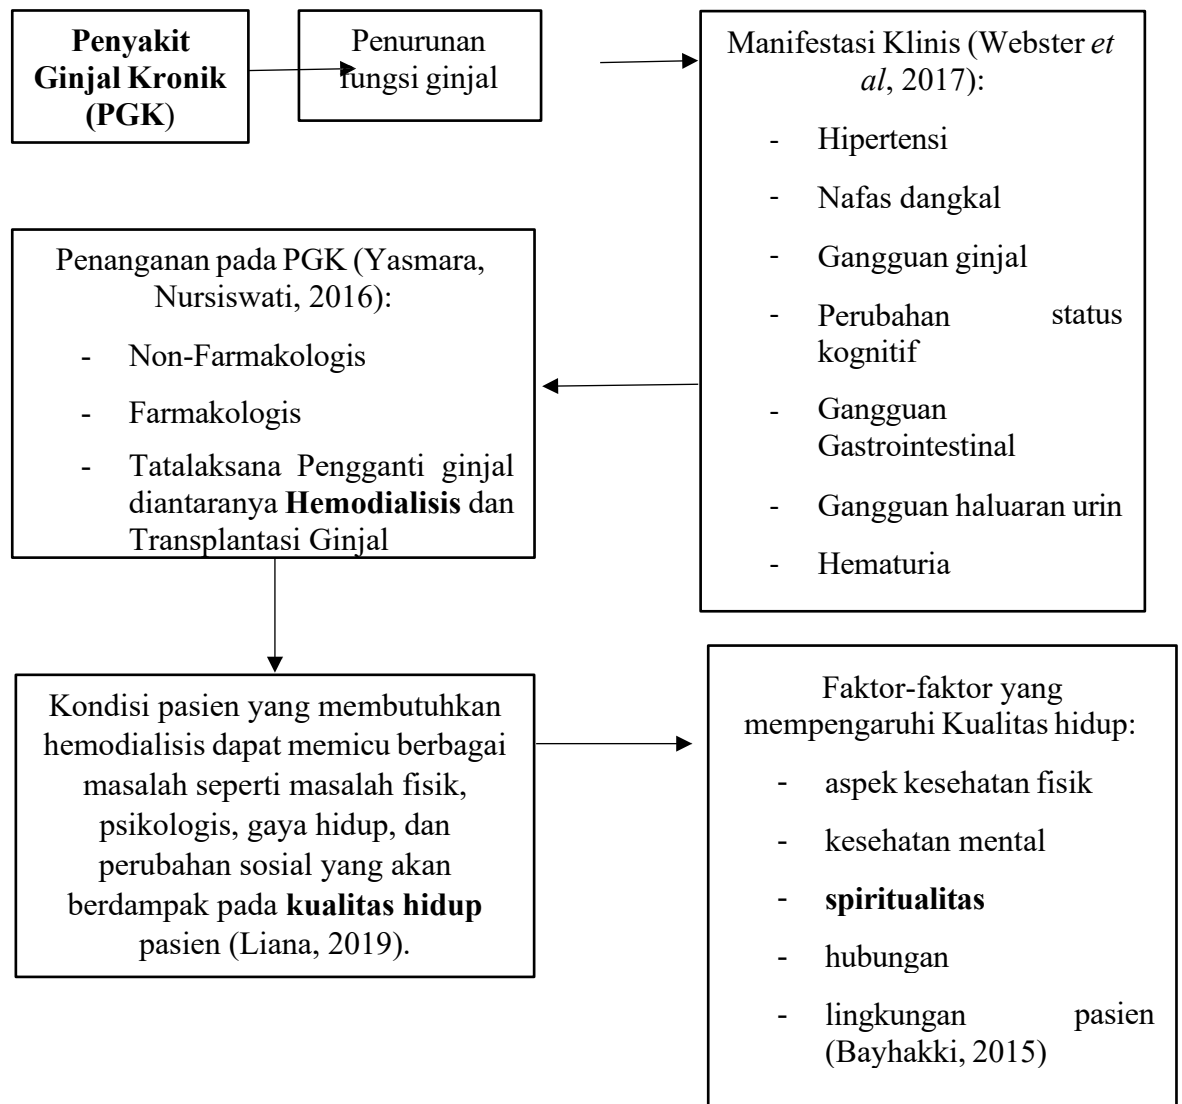 Penyakit
Ginjal Kronik
(PGK)
Penurunan
fungsi ginjal
Manifestasi Klinis (Webster et
al, 2017):
- Hipertensi
- Nafas dangkal
- Gangguan ginjal
- Perubahan status
kognitif
- Gangguan
Gastrointestinal
- Gangguan haluaran urin
- Hematuria
Penanganan pada PGK (Yasmara,
Nursiswati, 2016):
- Non-Farmakologis
- Farmakologis
- Tatalaksana Pengganti ginjal
diantaranya Hemodialisis dan
Transplantasi Ginjal
Kondisi pasien yang membutuhkan
hemodialisis dapat memicu berbagai
masalah seperti masalah fisik,
psikologis, gaya hidup, dan
perubahan sosial yang akan
berdampak pada kualitas hidup
pasien (Liana, 2019).
Faktor-faktor yang
mempengaruhi Kualitas hidup:
- aspek kesehatan fisik
- kesehatan mental
- spiritualitas
- hubungan
- lingkungan pasien
(Bayhakki, 2015)